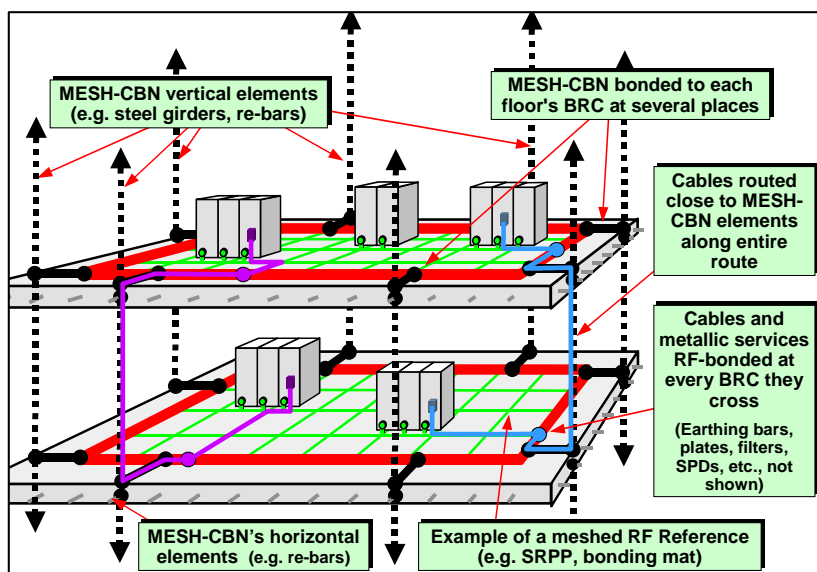 MESH-CBN vertical elements
(e.g. steel girders, re-bars)
MESH-CBN bonded to each
floor's BRC at several places
Cables routed
close to MESH-
CBN elements
along entire
route
Cables and
metallic services
RF-bonded at
every BRC they
cross
(Earthing bars,
plates, filters,
SPDs, etc., not
shown)
MESH-CBN's horizontal
elements (e.g. re-bars)
Example of a meshed RF Reference
(e.g. SRPP, bonding mat)